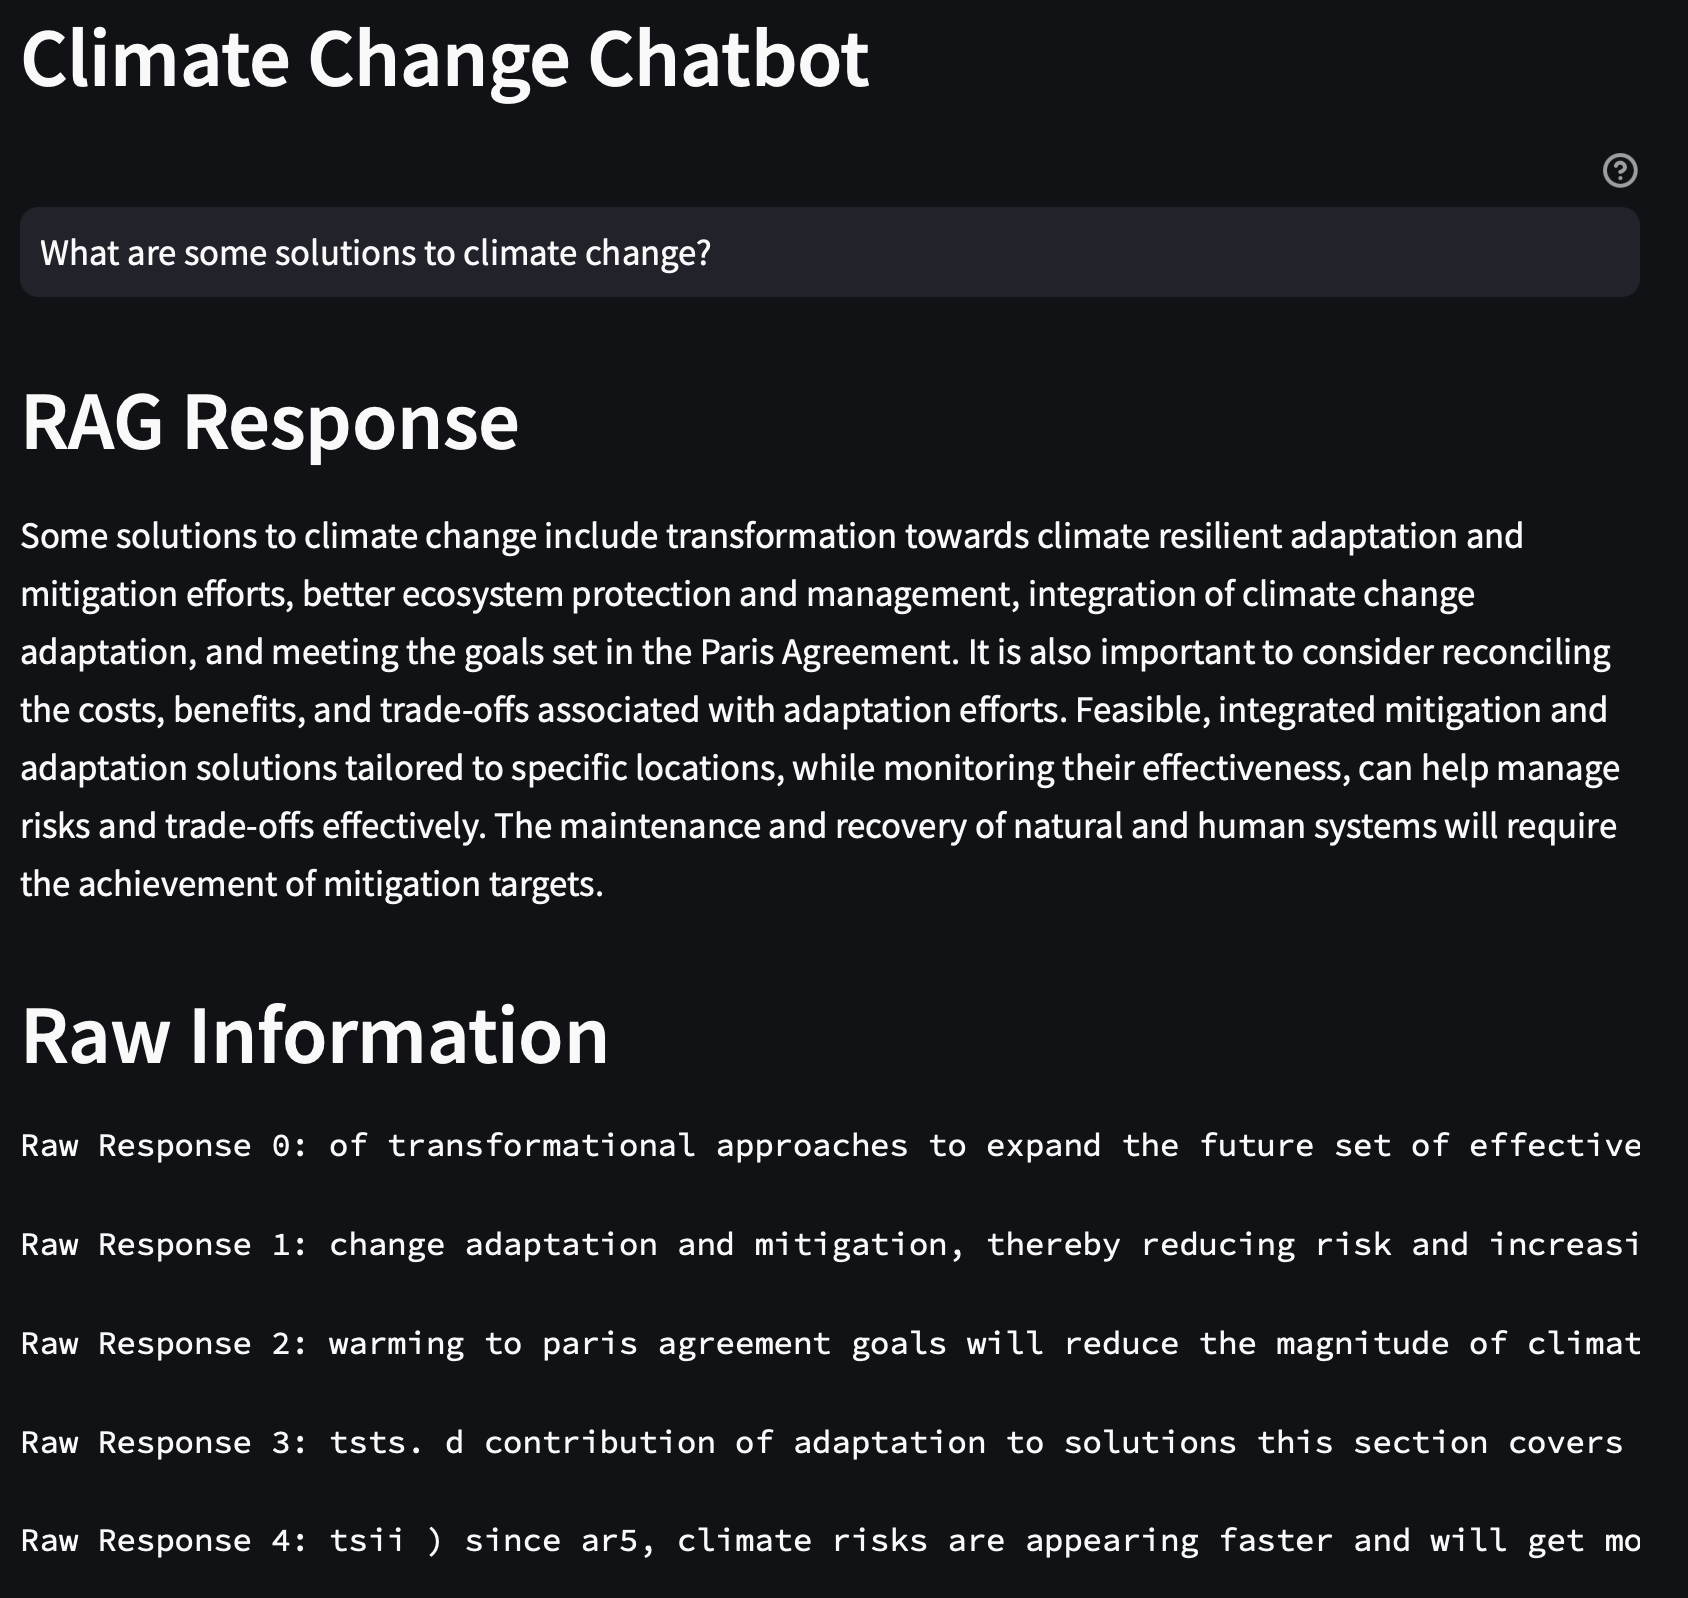 Climate Change Chatbot
What are some solutions to climate change?
RAG Response
Some solutions to climate change include transformation towards climate resilient adaptation and
mitigation efforts, better ecosystem protection and management, integration of climate change
adaptation, and meeting the goals set in the Paris Agreement. It is also important to consider reconciling
the costs, benefits, and trade-offs associated with adaptation efforts. Feasible, integrated mitigation and
adaptation solutions tailored to specific locations, while monitoring their effectiveness, can help manage
risks and trade-offs effectively. The maintenance and recovery of natural and human systems will require
the achievement of mitigation targets.
Raw Information
Raw Response 0: of transformational approaches to expand the future set of effective
Raw Response 1: change adaptation and mitigation, thereby reducing risk and increasi
Raw Response 2: warming to paris agreement goals will reduce the magnitude of climat
Raw Response 3: tsts. d contribution of adaptation to solutions this section covers
Raw Response 4: tsii ) since ar5, climate risks are appearing faster and will get mo